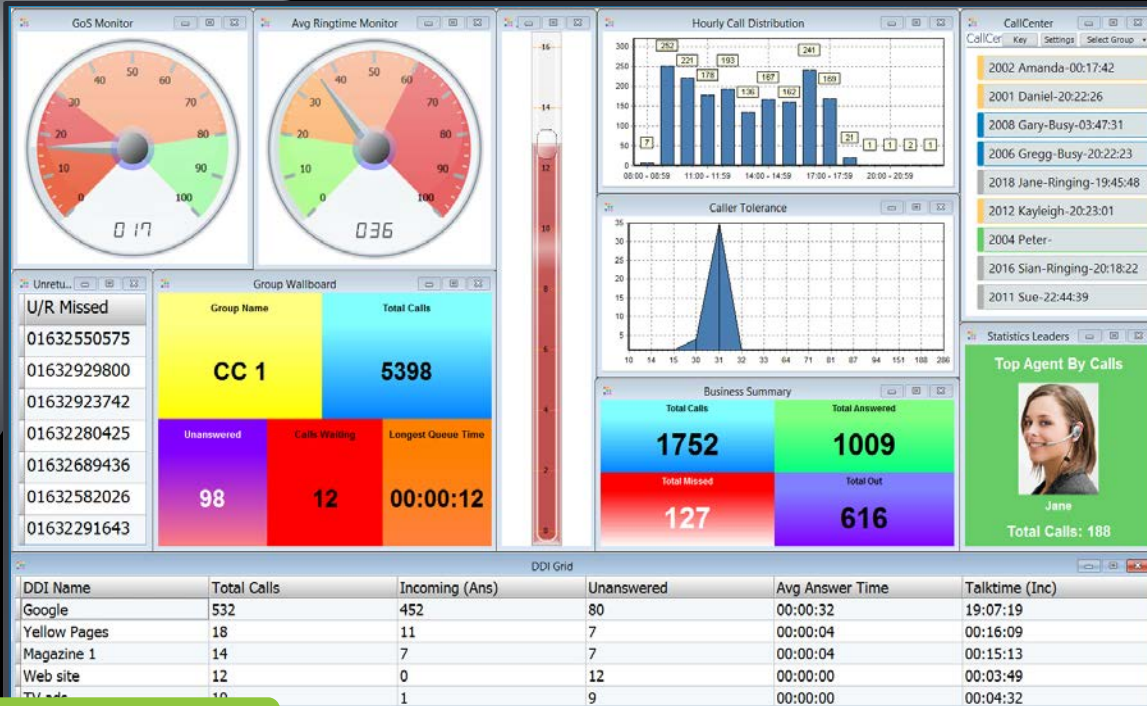 GoS Monitor
50
40
60
30
70
20
80
10
90
0
100
017
Avg Ringtime Monitor
50
40
60
30
70
20
80
10
90
0
100
036
16
14
12
10
8
6
4
2
0
Hourly Call Distribution
300
250
200
150
100
50
0
7
252
221
178
193
136
167
162
241
169
21
1
1
2
1
08:00 - 08:59 11:00 - 11:59 14:00 - 14:59 17:00 - 17:59 20:00 - 20:59
Caller Tolerance
35
30
25
20
15
10
5
10 14 15 30 31 32 33 64 71 81 87 94 151 188 286
CallCenter
CallCer Key Settings Select Group
2002 Amanda-00:17:42
2001 Daniel-20:22:26
2008 Gary-Busy-03:47:31
2006 Gregg-Busy-20:22:23
2018 Jane-Ringing-19:45:48
2012 Kayleigh-20:23:01
2004 Peter-
2016 Sian-Ringing-20:18:22
2011 Sue-22:44:39
Unretu...
U/R Missed
01632550575
01632929800
01632923742
01632280425
01632689436
01632582026
01632291643
Group Wallboard
Group Name
CC 1
Total Calls
5398
Unanswered
98
Calls Waiting
12
Longest Queue Time
00:00:12
Business Summary
Total Calls
1752
Total Answered
1009
Total Missed
127
Total Out
616
Statistics Leaders
Top Agent By Calls
Jane
Total Calls: 188
DDI Grid
DDI Name Total Calls Incoming (Ans) Unanswered Avg Answer Time Talktime (Inc)
Google 532 452 80 00:00:32 19:07:19
Yellow Pages 18 11 7 00:00:04 00:16:09
Magazine 1 14 7 7 00:00:04 00:15:13
Web site 12 0 12 00:00:00 00:03:49
TV ads 10 1 9 00:00:00 00:04:32